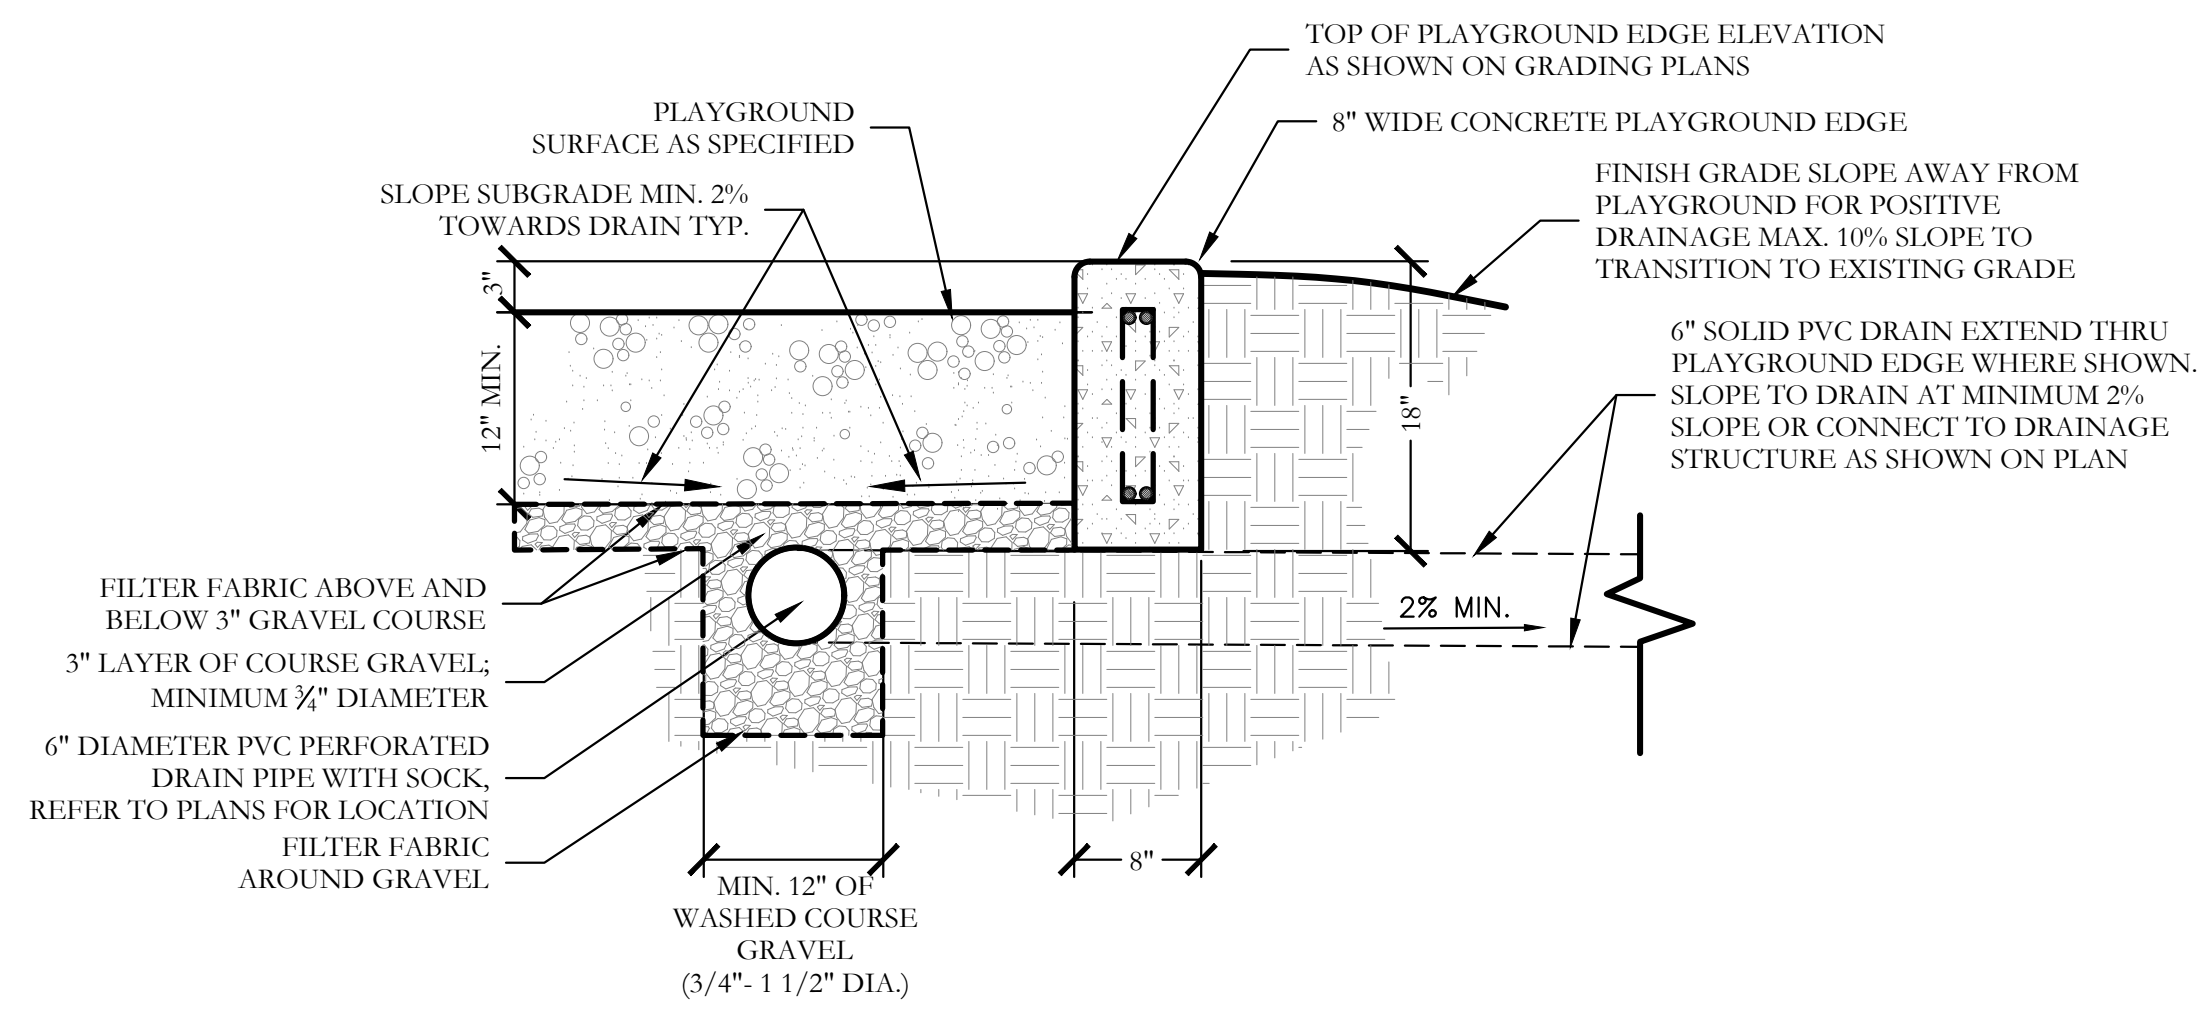 TOP OF PLAYGROUND EDGE ELEVATION
AS SHOWN ON GRADING PLANS
PLAYGROUND
SURFACE AS SPECIFIED
8" WIDE CONCRETE PLAYGROUND EDGE
SLOPE SUBGRADE MIN. 2%
TOWARDS DRAIN TYP.
FINISH GRADE SLOPE AWAY FROM
PLAYGROUND FOR POSITIVE
DRAINAGE MAX. 10% SLOPE TO
TRANSITION TO EXISTING GRADE
3"
12" MIN.
18"
6" SOLID PVC DRAIN EXTEND THRU
PLAYGROUND EDGE WHERE SHOWN.
SLOPE TO DRAIN AT MINIMUM 2%
SLOPE OR CONNECT TO DRAINAGE
STRUCTURE AS SHOWN ON PLAN
2% MIN.
FILTER FABRIC ABOVE AND
BELOW 3" GRAVEL COURSE
3" LAYER OF COURSE GRAVEL;
MINIMUM ¾" DIAMETER
6" DIAMETER PVC PERFORATED
DRAIN PIPE WITH SOCK,
REFER TO PLANS FOR LOCATION
FILTER FABRIC
AROUND GRAVEL
MIN. 12" OF
WASHED COURSE
GRAVEL
(3/4"- 1 1/2" DIA.)
8"